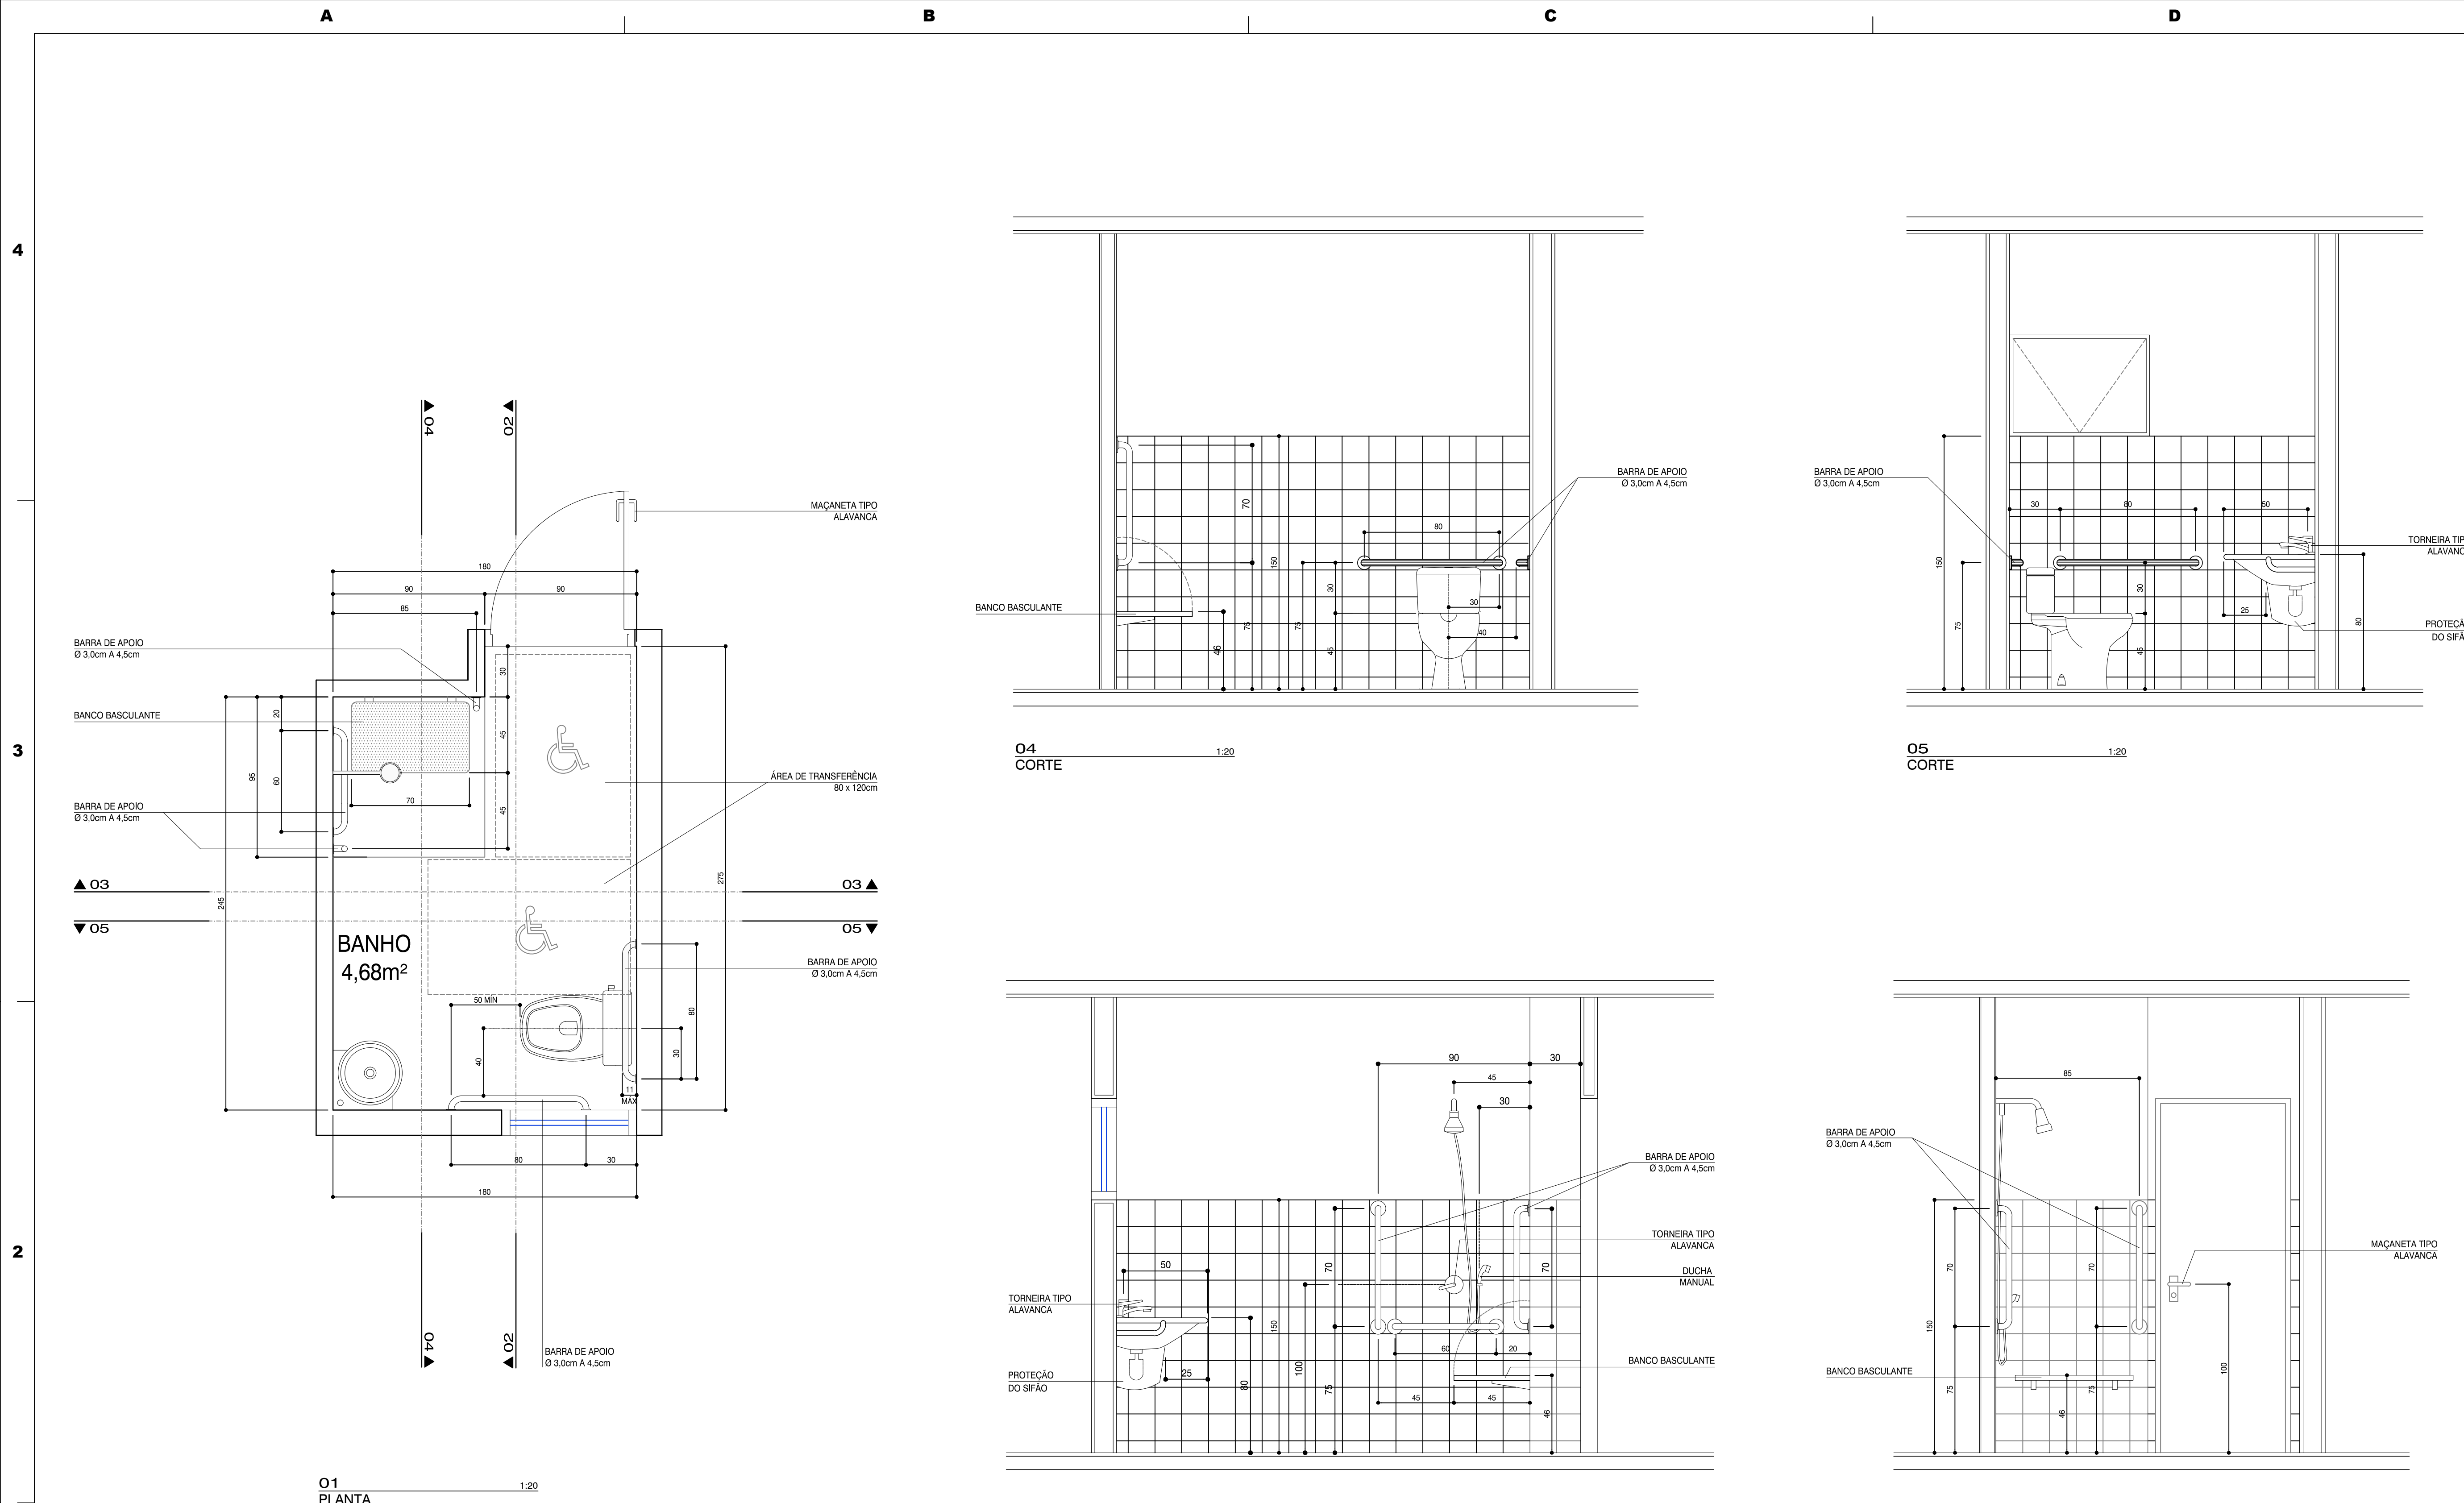 A
B
C
D
4
3
2
04
02
MAÇANETA TIPO
ALAVANCA
180
90
90
85
BARRA DE APOIO
Ø 3,0cm A 4,5cm
30
20
BANCO BASCULANTE
45
95
60
ÁREA DE TRANSFERÊNCIA
80 x 120cm
70
BARRA DE APOIO
Ø 3,0cm A 4,5cm
45
03
03
275
245
05
05
BANHO
4,68m²
BARRA DE APOIO
Ø 3,0cm A 4,5cm
50 MÍN
80
40
30
11
MÁX
80
30
180
04
02
BARRA DE APOIO
Ø 3,0cm A 4,5cm
01
1:20
PLANTA
BARRA DE APOIO
Ø 3,0cm A 4,5cm
70
80
150
30
BANCO BASCULANTE
30
75
75
40
46
45
04
1:20
CORTE
BARRA DE APOIO
Ø 3,0cm A 4,5cm
30
80
50
TORNEIRA TIP
ALAVANC
150
30
25
75
80
PROTEÇÃ
DO SIFÃ
45
05
1:20
CORTE
90
30
45
30
BARRA DE APOIO
Ø 3,0cm A 4,5cm
TORNEIRA TIPO
ALAVANCA
50
70
70
DUCHA
MANUAL
TORNEIRA TIPO
ALAVANCA
150
60
20
BANCO BASCULANTE
100
PROTEÇÃO
DO SIFÃO
25
80
75
45
45
46
85
BARRA DE APOIO
Ø 3,0cm A 4,5cm
MAÇANETA TIPO
ALAVANCA
70
70
150
BANCO BASCULANTE
100
75
75
46